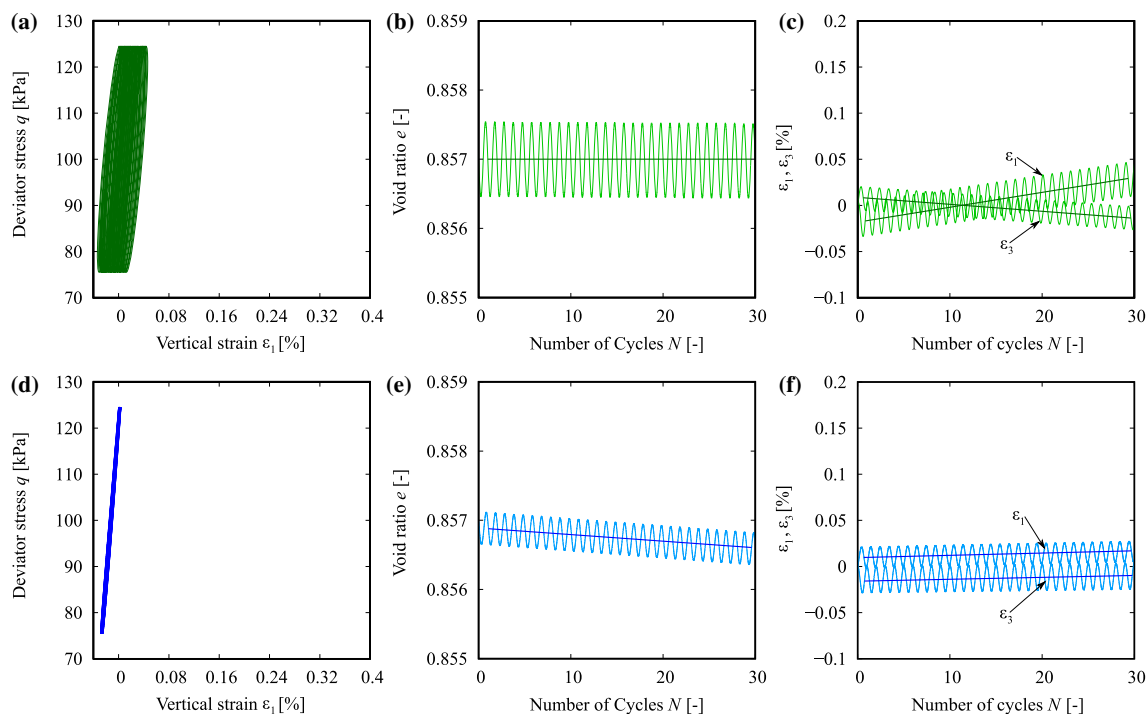 (a)
130
120
110
100
90
80
70
Deviator stress q [kPa]
0 0.08 0.16 0.24 0.32 0.4
Vertical strain ε₁ [%]
(b)
0.859
0.858
0.857
0.856
0.855
Void ratio e [-]
0 10 20 30
Number of Cycles N [-]
(c)
0.2
0.15
0.1
0.05
0
−0.05
−0.1
ε₁, ε₃ [%]
ε₁
ε₃
0 10 20 30
Number of cycles N [-]
(d)
130
120
110
100
90
80
70
Deviator stress q [kPa]
0 0.08 0.16 0.24 0.32 0.4
Vertical strain ε₁ [%]
(e)
0.859
0.858
0.857
0.856
0.855
Void ratio e [-]
0 10 20 30
Number of Cycles N [-]
(f)
0.2
0.15
0.1
0.05
0
−0.05
−0.1
ε₁, ε₃ [%]
ε₁
ε₃
0 10 20 30
Number of cycles N [-]